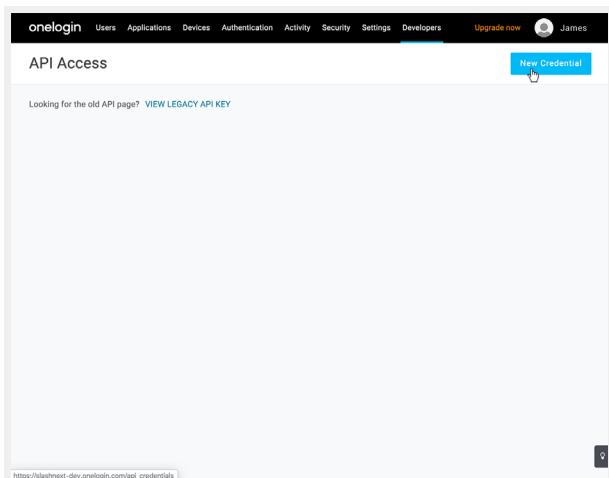 onelogin Users Applications Devices Authentication Activity Security Settings Developers Upgrade now James
API Access New Credential
Looking for the old API page? VIEW LEGACY API KEY
https://slashnext-dev.onelogin.com/api_credentials